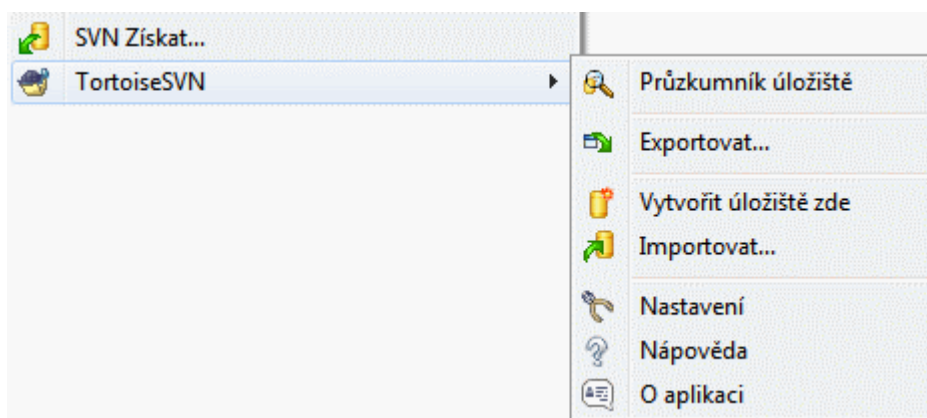 SVN Získat...
TortoiseSVN
Průzkumník úložiště
Exportovat...
Vytvořit úložiště zde
Importovat...
Nastavení
Nápověda
O aplikaci